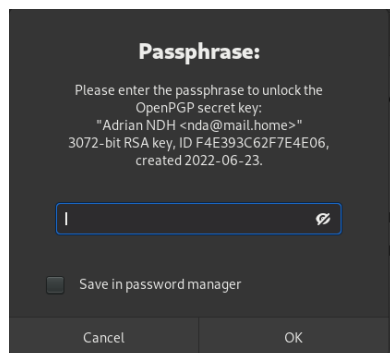 Passphrase:
Please enter the passphrase to unlock the
OpenPGP secret key:
"Adrian NDH <nda@mail.home>"
3072-bit RSA key, ID F4E393C62F7E4E06,
created 2022-06-23.
Save in password manager
Cancel
OK